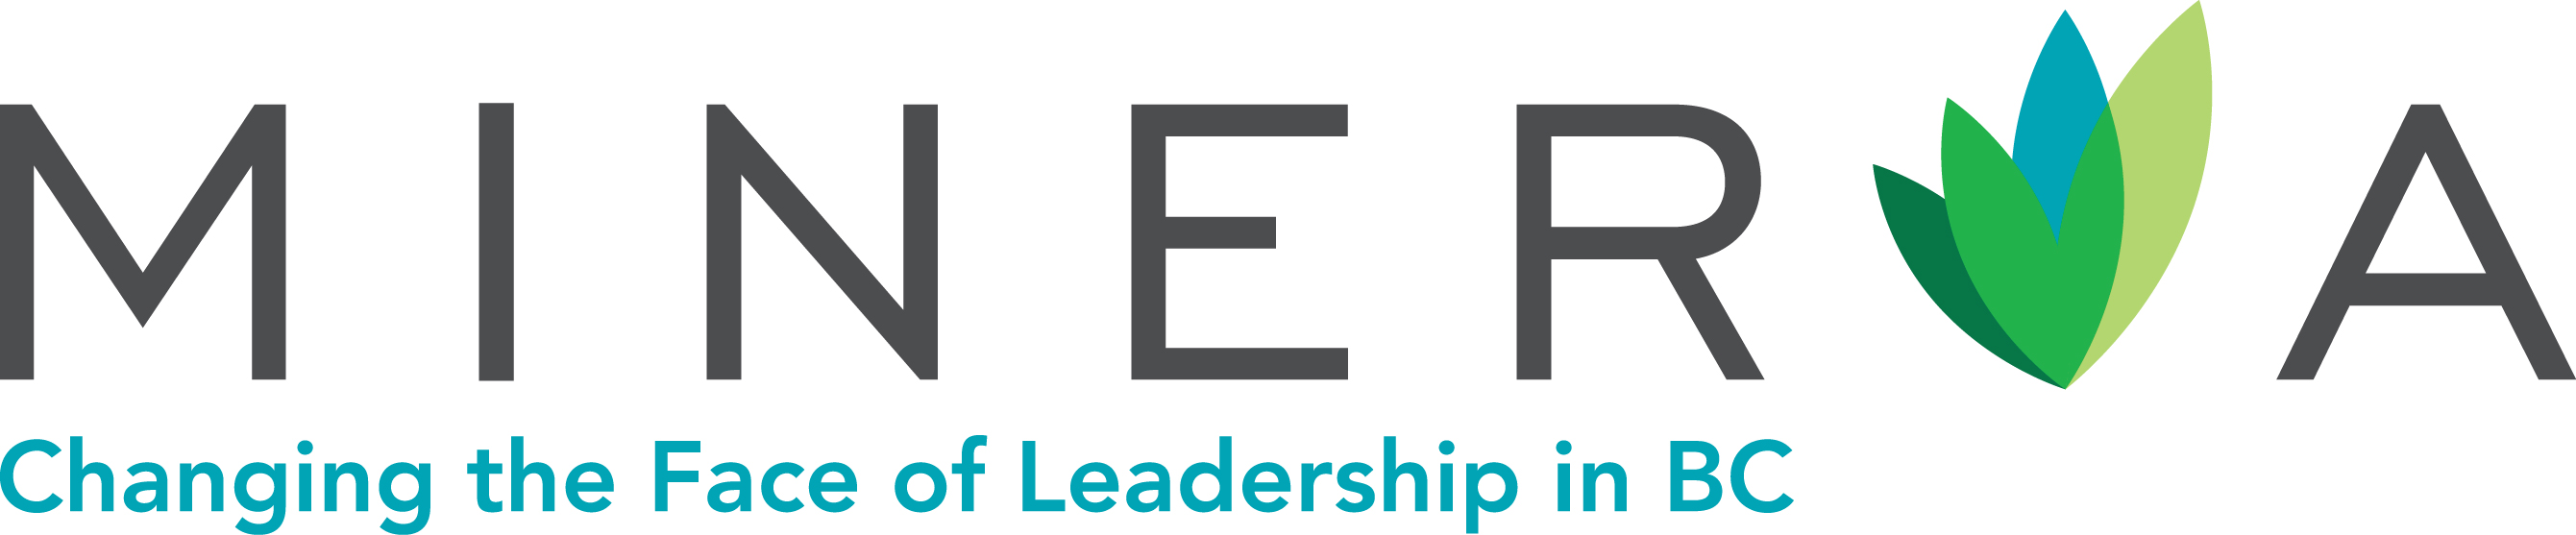 MINERVA
Changing the Face of Leadership in BC